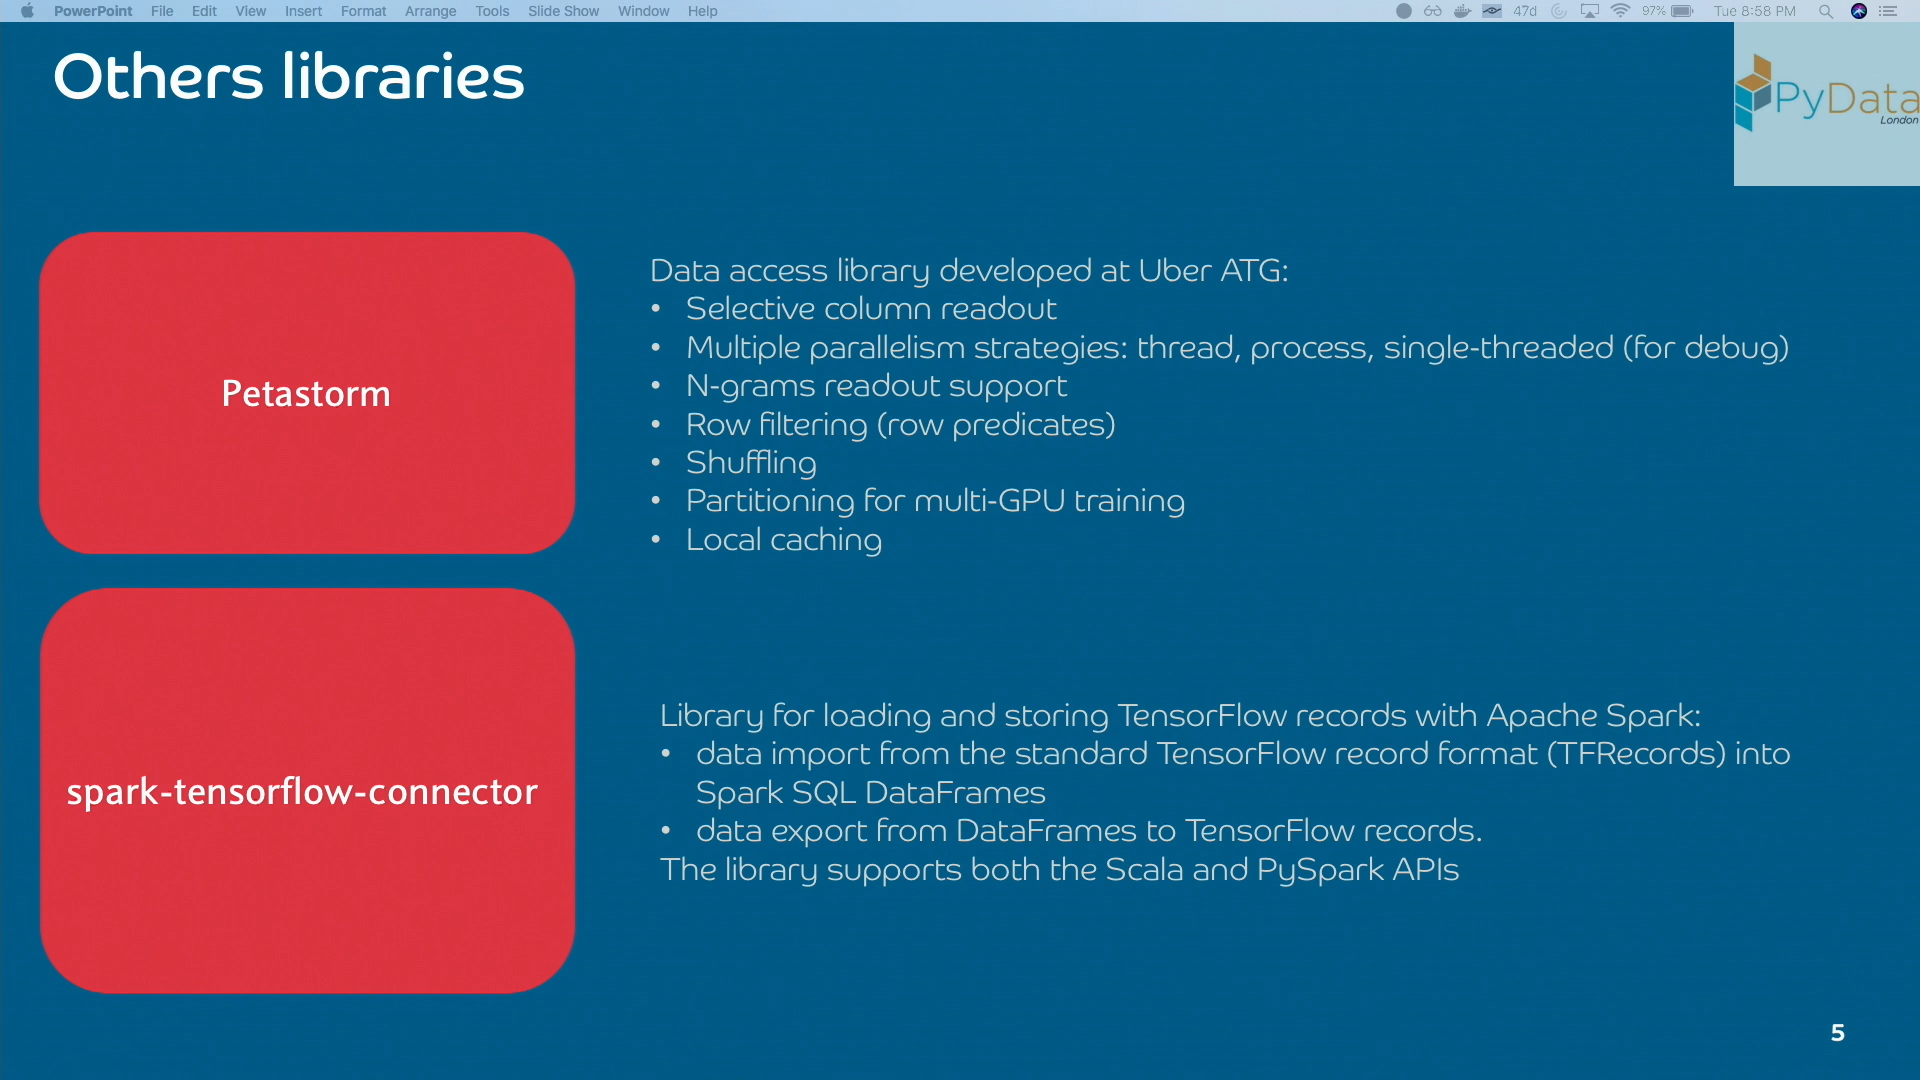 PowerPoint File Edit View Insert Format Arrange Tools Slide Show Window Help 47d 97% Tue 8:58 PM
Others libraries
PyData
London
Petastorm
Data access library developed at Uber ATG:
• Selective column readout
• Multiple parallelism strategies: thread, process, single-threaded (for debug)
• N-grams readout support
• Row filtering (row predicates)
• Shuffling
• Partitioning for multi-GPU training
• Local caching
spark-tensorflow-connector
Library for loading and storing TensorFlow records with Apache Spark:
• data import from the standard TensorFlow record format (TFRecords) into
Spark SQL DataFrames
• data export from DataFrames to TensorFlow records.
The library supports both the Scala and PySpark APIs
5